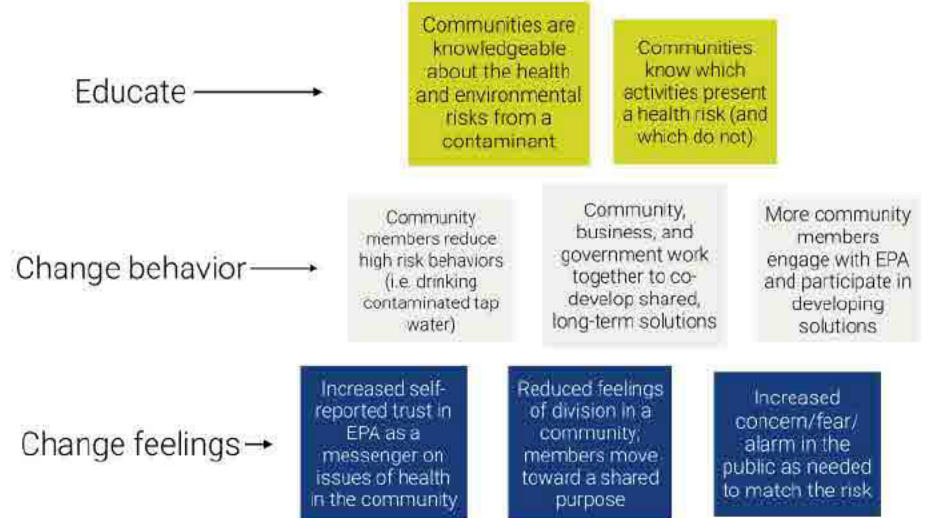 Educate
Communities are
knowledgeable
about the health
and environmental
risks from a
contaminant
Communities
know which
activities present
a health risk (and
which do not)
Change behavior
Community
members reduce
high risk behaviors
(i.e. drinking
contaminated tap
water)
Community,
business, and
government work
together to co-
develop shared,
long-term solutions
More community
members
engage with EPA
and participate in
developing
solutions
Change feelings
Increased self-
reported trust in
EPA as a
messenger on
issues of health
in the community
Reduced feelings
of division in a
community;
members move
toward a shared
purpose
Increased
concern/fear/
alarm in the
public as needed
to match the risk